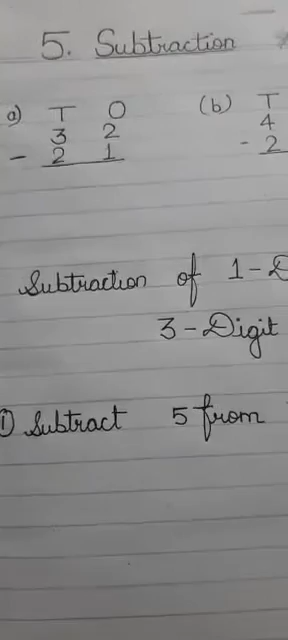 5. Subtraction
a) T O (b) T
3 2 4
- 2 1 - 2
Subtraction of 1-D
3-Digit
① Subtract 5 from